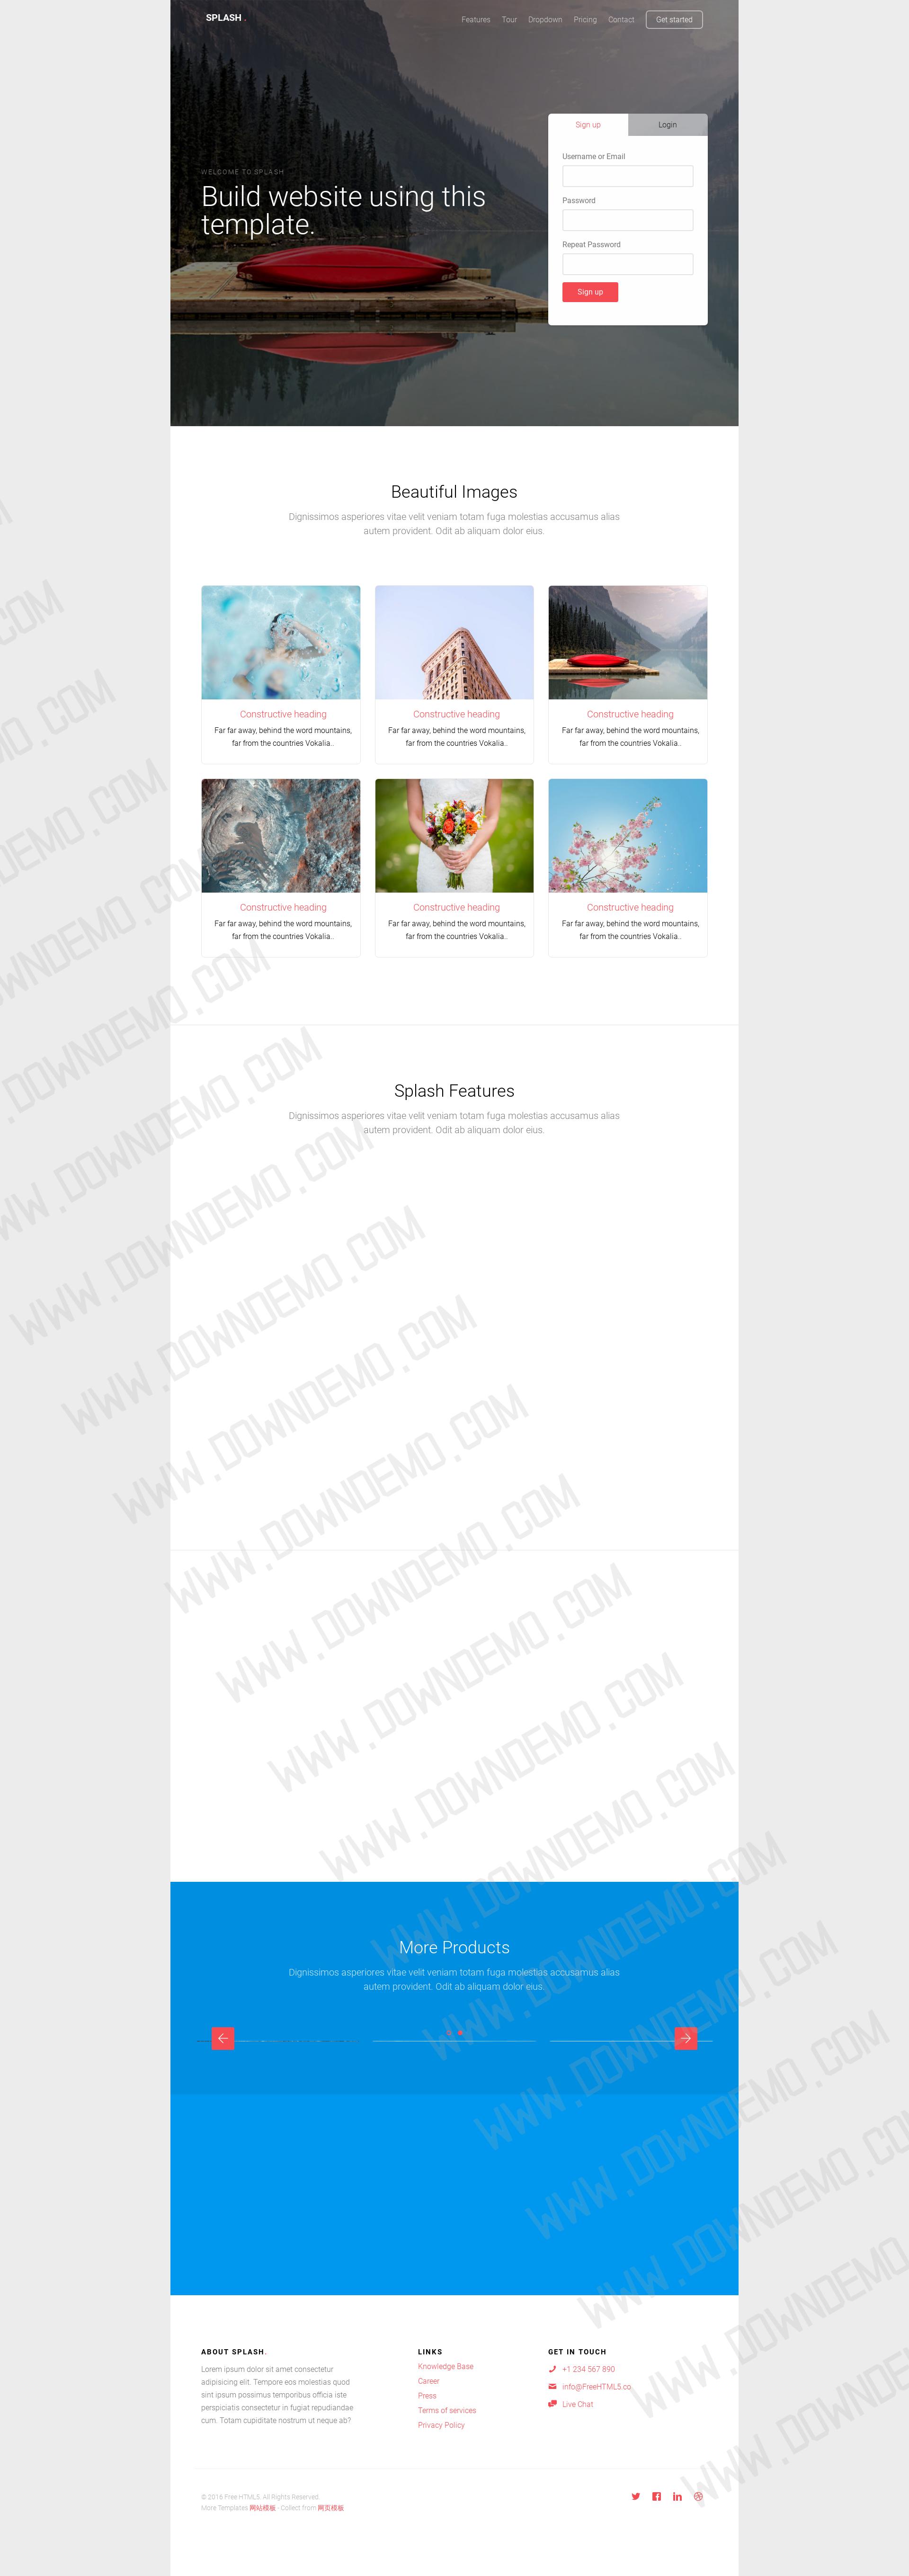 SPLASH .
Features Tour Dropdown Pricing Contact Get started
Sign up Login
WELCOME TO SPLASH
Build website using this
template.
Username or Email
Password
Repeat Password
Sign up
Beautiful Images
Dignissimos asperiores vitae velit veniam totam fuga molestias accusamus alias
autem provident. Odit ab aliquam dolor eius.
Constructive heading
Far far away, behind the word mountains,
far from the countries Vokalia..
Constructive heading
Far far away, behind the word mountains,
far from the countries Vokalia..
Constructive heading
Far far away, behind the word mountains,
far from the countries Vokalia..
Constructive heading
Far far away, behind the word mountains,
far from the countries Vokalia..
Constructive heading
Far far away, behind the word mountains,
far from the countries Vokalia..
Constructive heading
Far far away, behind the word mountains,
far from the countries Vokalia..
Splash Features
Dignissimos asperiores vitae velit veniam totam fuga molestias accusamus alias
autem provident. Odit ab aliquam dolor eius.
WWW.DOWNDEMO.COM
More Products
Dignissimos asperiores vitae velit veniam totam fuga molestias accusamus alias
autem provident. Odit ab aliquam dolor eius.
ABOUT SPLASH.
Lorem ipsum dolor sit amet consectetur
adipisicing elit. Tempore eos molestias quod
sint ipsum possimus temporibus officia iste
perspiciatis consectetur in fugiat repudiandae
cum. Totam cupiditate nostrum ut neque ab?
LINKS
Knowledge Base
Career
Press
Terms of services
Privacy Policy
GET IN TOUCH
+1 234 567 890
info@FreeHTML5.co
Live Chat
© 2016 Free HTML5. All Rights Reserved.
More Templates 网站模板 - Collect from 网页模板